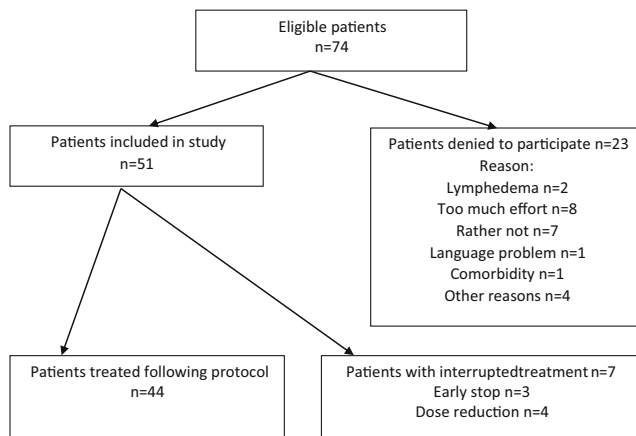 Eligible patients
n=74
Patients included in study
n=51
Patients denied to participate n=23
Reason:
Lymphedema n=2
Too much effort n=8
Rather not n=7
Language problem n=1
Comorbidity n=1
Other reasons n=4
Patients treated following protocol
n=44
Patients with interruptedtreatment n=7
Early stop n=3
Dose reduction n=4